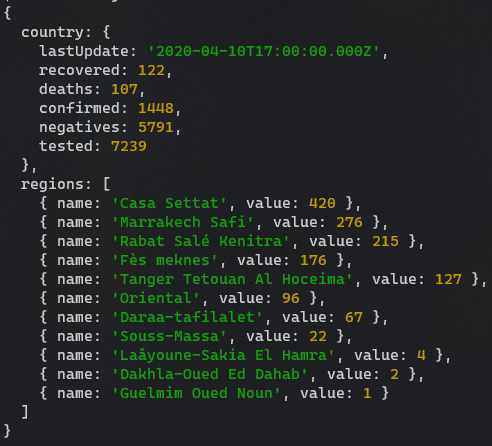 {
  country: {
    lastUpdate: '2020-04-10T17:00:00.000Z',
    recovered: 122,
    deaths: 107,
    confirmed: 1448,
    negatives: 5791,
    tested: 7239
  },
  regions: [
    { name: 'Casa Settat', value: 420 },
    { name: 'Marrakech Safi', value: 276 },
    { name: 'Rabat Salé Kenitra', value: 215 },
    { name: 'Fès meknes', value: 176 },
    { name: 'Tanger Tetouan Al Hoceima', value: 127 },
    { name: 'Oriental', value: 96 },
    { name: 'Daraa-tafilalet', value: 67 },
    { name: 'Souss-Massa', value: 22 },
    { name: 'Laâyoune-Sakia El Hamra', value: 4 },
    { name: 'Dakhla-Oued Ed Dahab', value: 2 },
    { name: 'Guelmim Oued Noun', value: 1 }
  ]
}